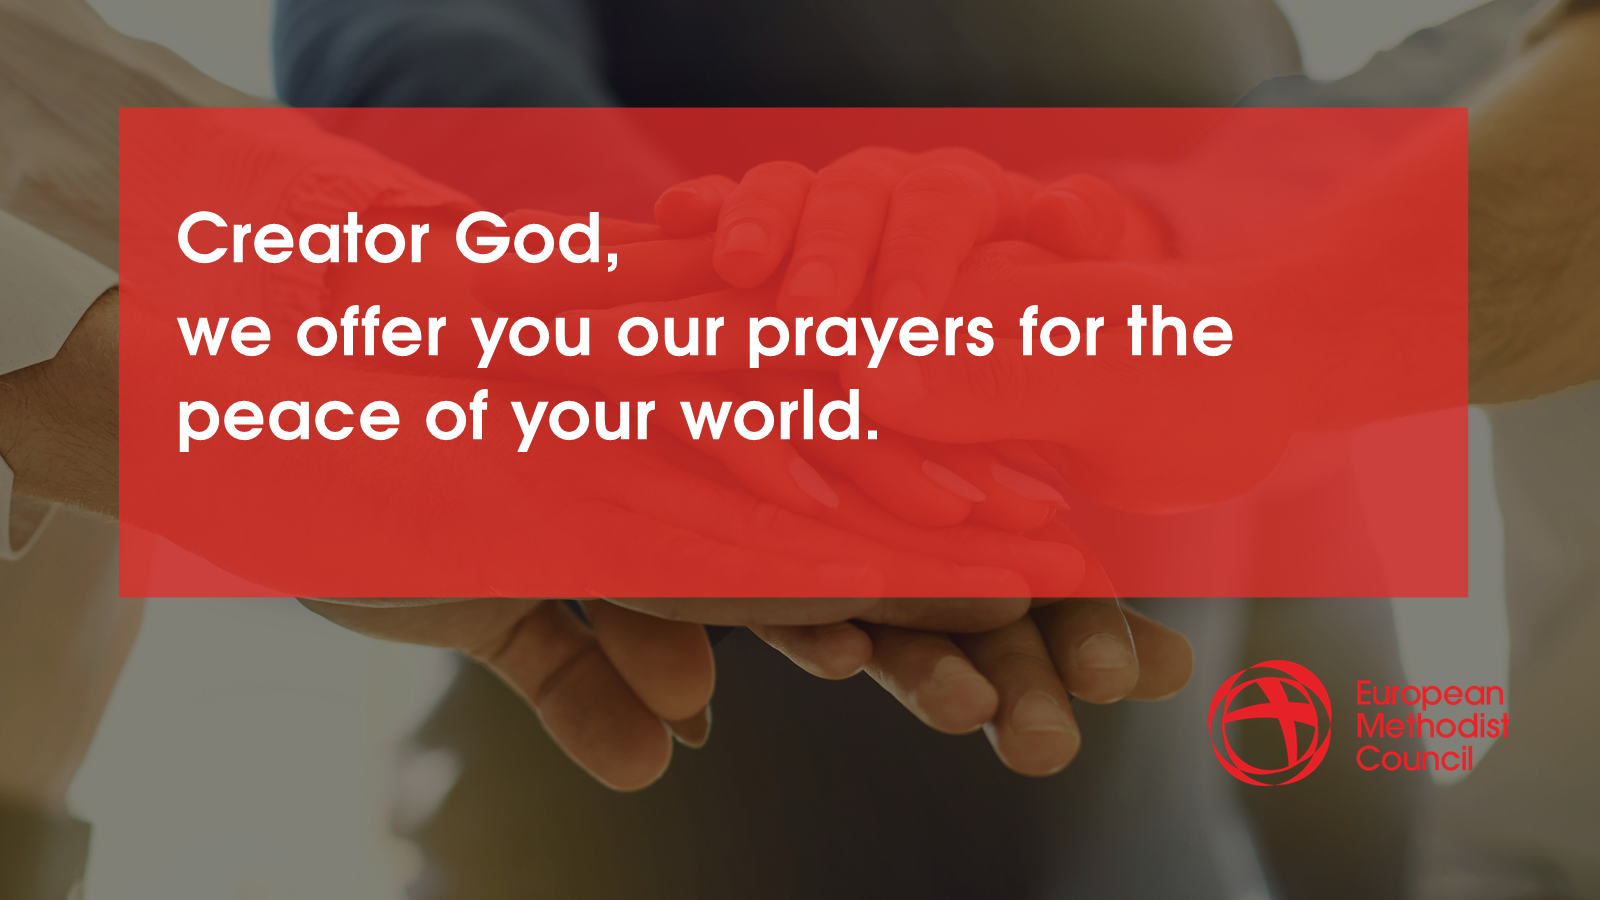 Creator God,
we offer you our prayers for the
peace of your world.
European
Methodist
Council